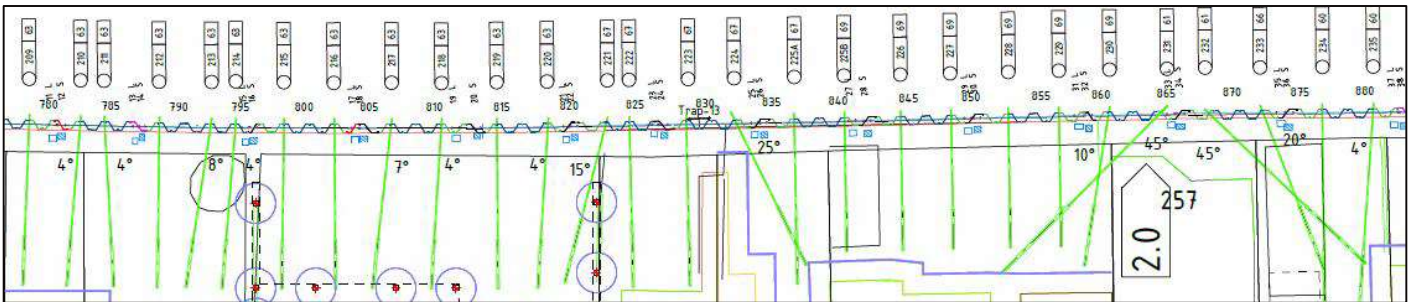 63 63 63 63 63 63 63 63 63 63 63 63 67 67 67 67 67 69 69 69 69 69 69 61 61 66 60 60
209 210 211 212 213 214 215 216 217 218 219 220 221 222 223 224 225A 225B 226 227 228 229 230 231 232 233 234 235
780 785 790 795 800 805 810 815 820 825 830 835 840 845 850 855 860 865 870 875 880
Trap-13
4° 4° 8° 4° 7° 4° 4° 15° 25° 10° 45° 45° 20° 4°
257
2.0